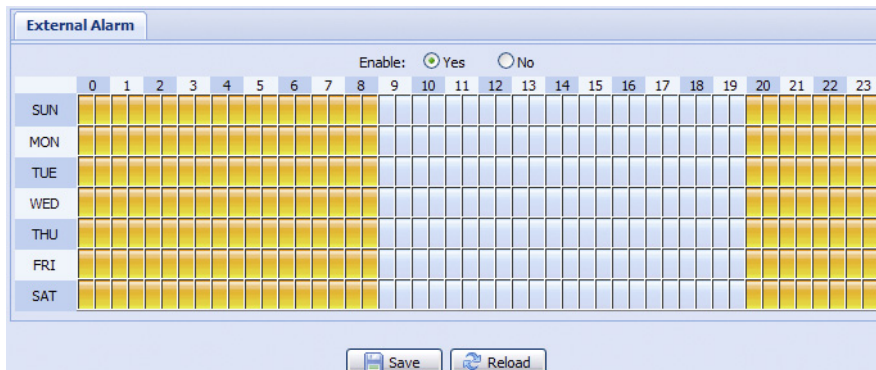 External Alarm
Enable: Yes No
0 1 2 3 4 5 6 7 8 9 10 11 12 13 14 15 16 17 18 19 20 21 22 23
SUN
MON
TUE
WED
THU
FRI
SAT
Save Reload